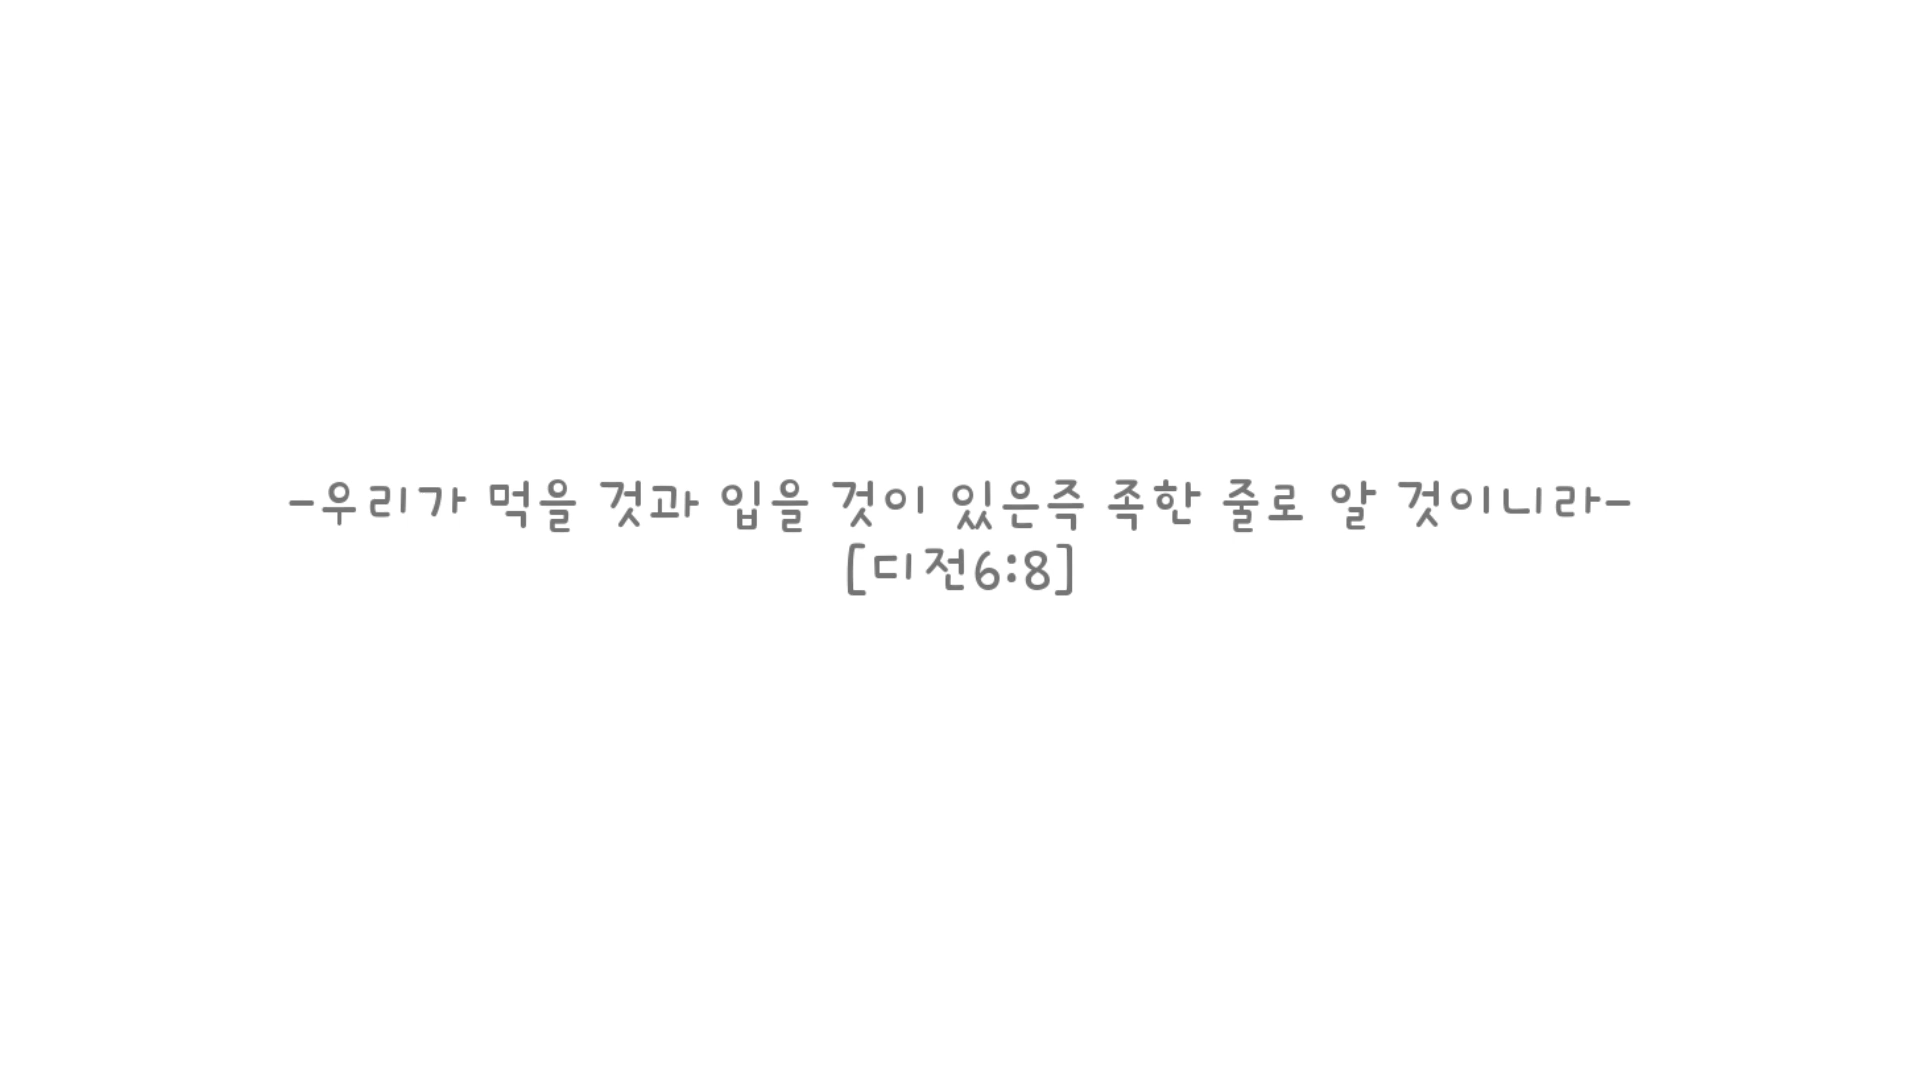 -우리가 먹을 것과 입을 것이 있은즉 족한 줄로 알 것이니라-
[디전6:8]